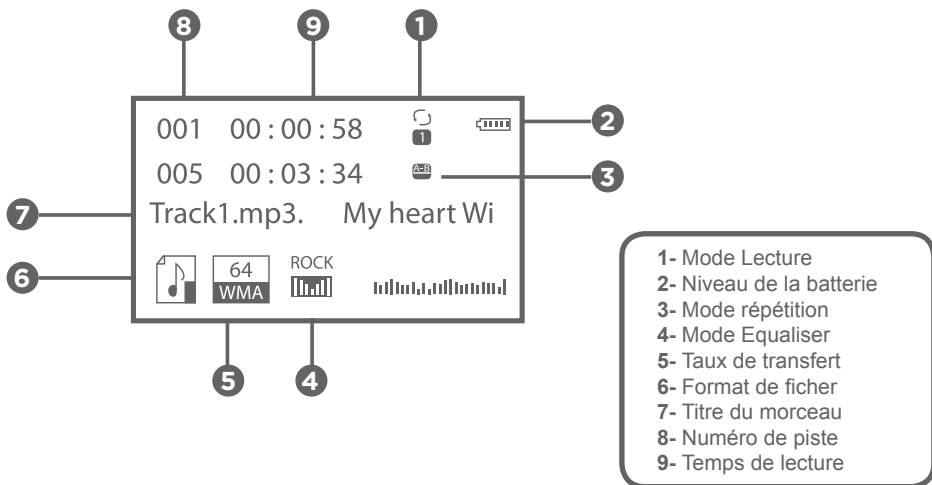 8 9 1
001 00 : 00 : 58 1
2
005 00 : 03 : 34 A-B
3
7 Track1.mp3. My heart Wi
6 64 ROCK
WMA
5 4
1- Mode Lecture
2- Niveau de la batterie
3- Mode répétition
4- Mode Equaliser
5- Taux de transfert
6- Format de ficher
7- Titre du morceau
8- Numéro de piste
9- Temps de lecture